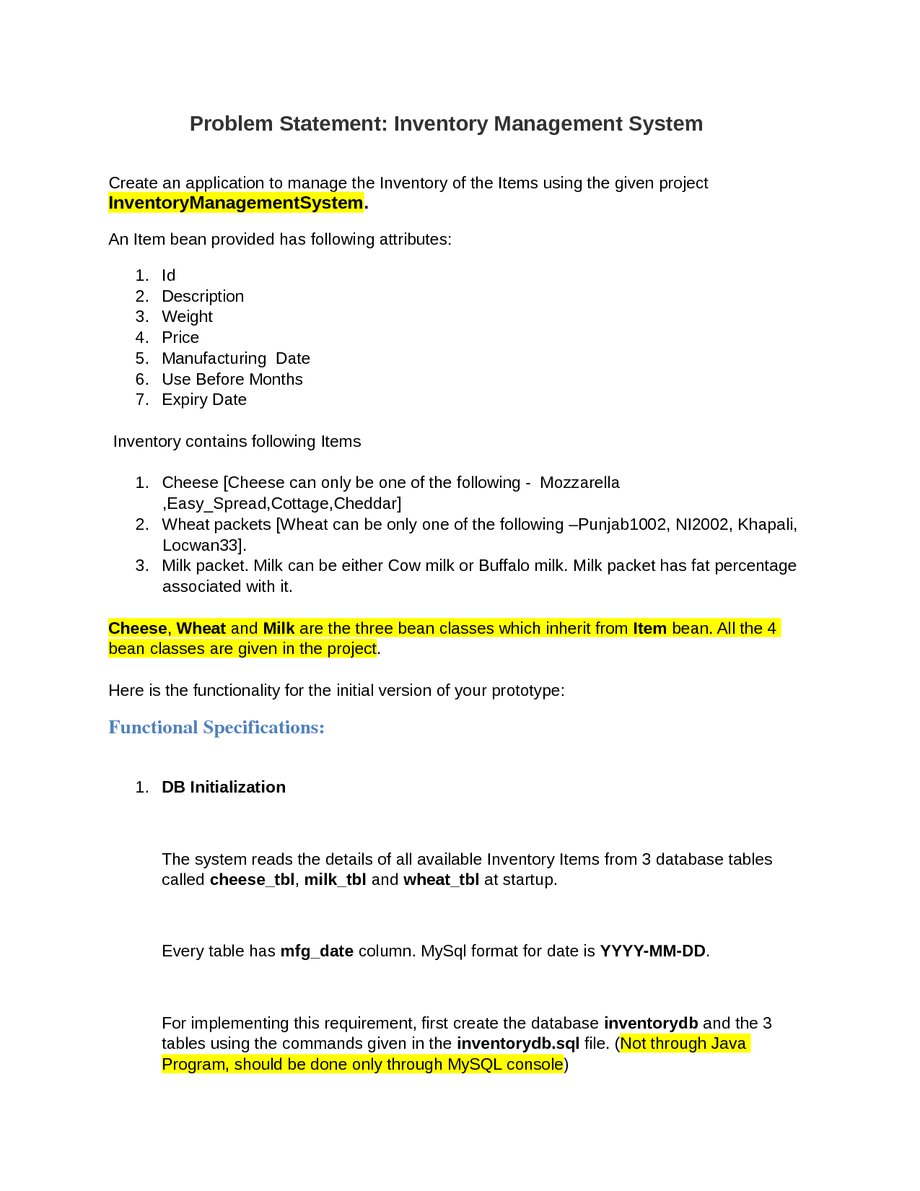 Problem Statement: Inventory Management System
Create an application to manage the Inventory of the Items using the given project
InventoryManagementSystem.
An Item bean provided has following attributes:
1. Id
2. Description
3. Weight
4. Price
5. Manufacturing  Date
6. Use Before Months
7. Expiry Date
Inventory contains following Items
1. Cheese [Cheese can only be one of the following -  Mozzarella
,Easy_Spread,Cottage,Cheddar]
2. Wheat packets [Wheat can be only one of the following –Punjab1002, NI2002, Khapali,
Locwan33].
3. Milk packet. Milk can be either Cow milk or Buffalo milk. Milk packet has fat percentage
associated with it.
Cheese, Wheat and Milk are the three bean classes which inherit from Item bean. All the 4
bean classes are given in the project.
Here is the functionality for the initial version of your prototype:
Functional Specifications:
1. DB Initialization
The system reads the details of all available Inventory Items from 3 database tables
called cheese_tbl, milk_tbl and wheat_tbl at startup.
Every table has mfg_date column. MySql format for date is YYYY-MM-DD.
For implementing this requirement, first create the database inventorydb and the 3
tables using the commands given in the inventorydb.sql file. (Not through Java
Program, should be done only through MySQL console)